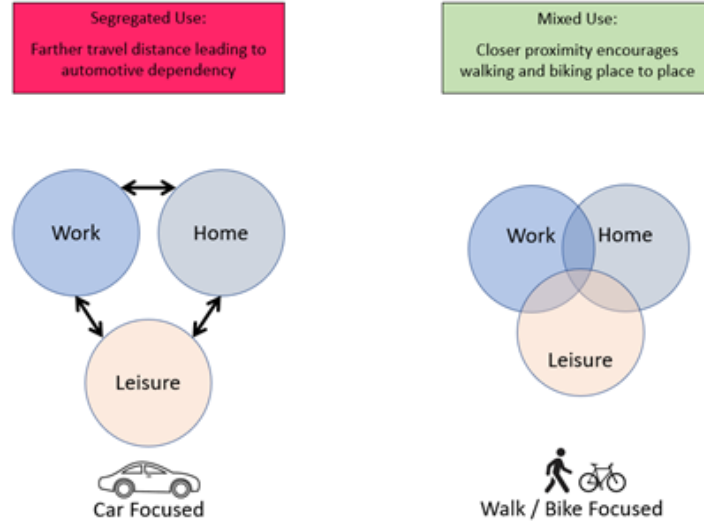 Segregated Use:
Farther travel distance leading to
automotive dependency
Mixed Use:
Closer proximity encourages
walking and biking place to place
Work
Home
Leisure
Car Focused
Work
Home
Leisure
Walk / Bike Focused